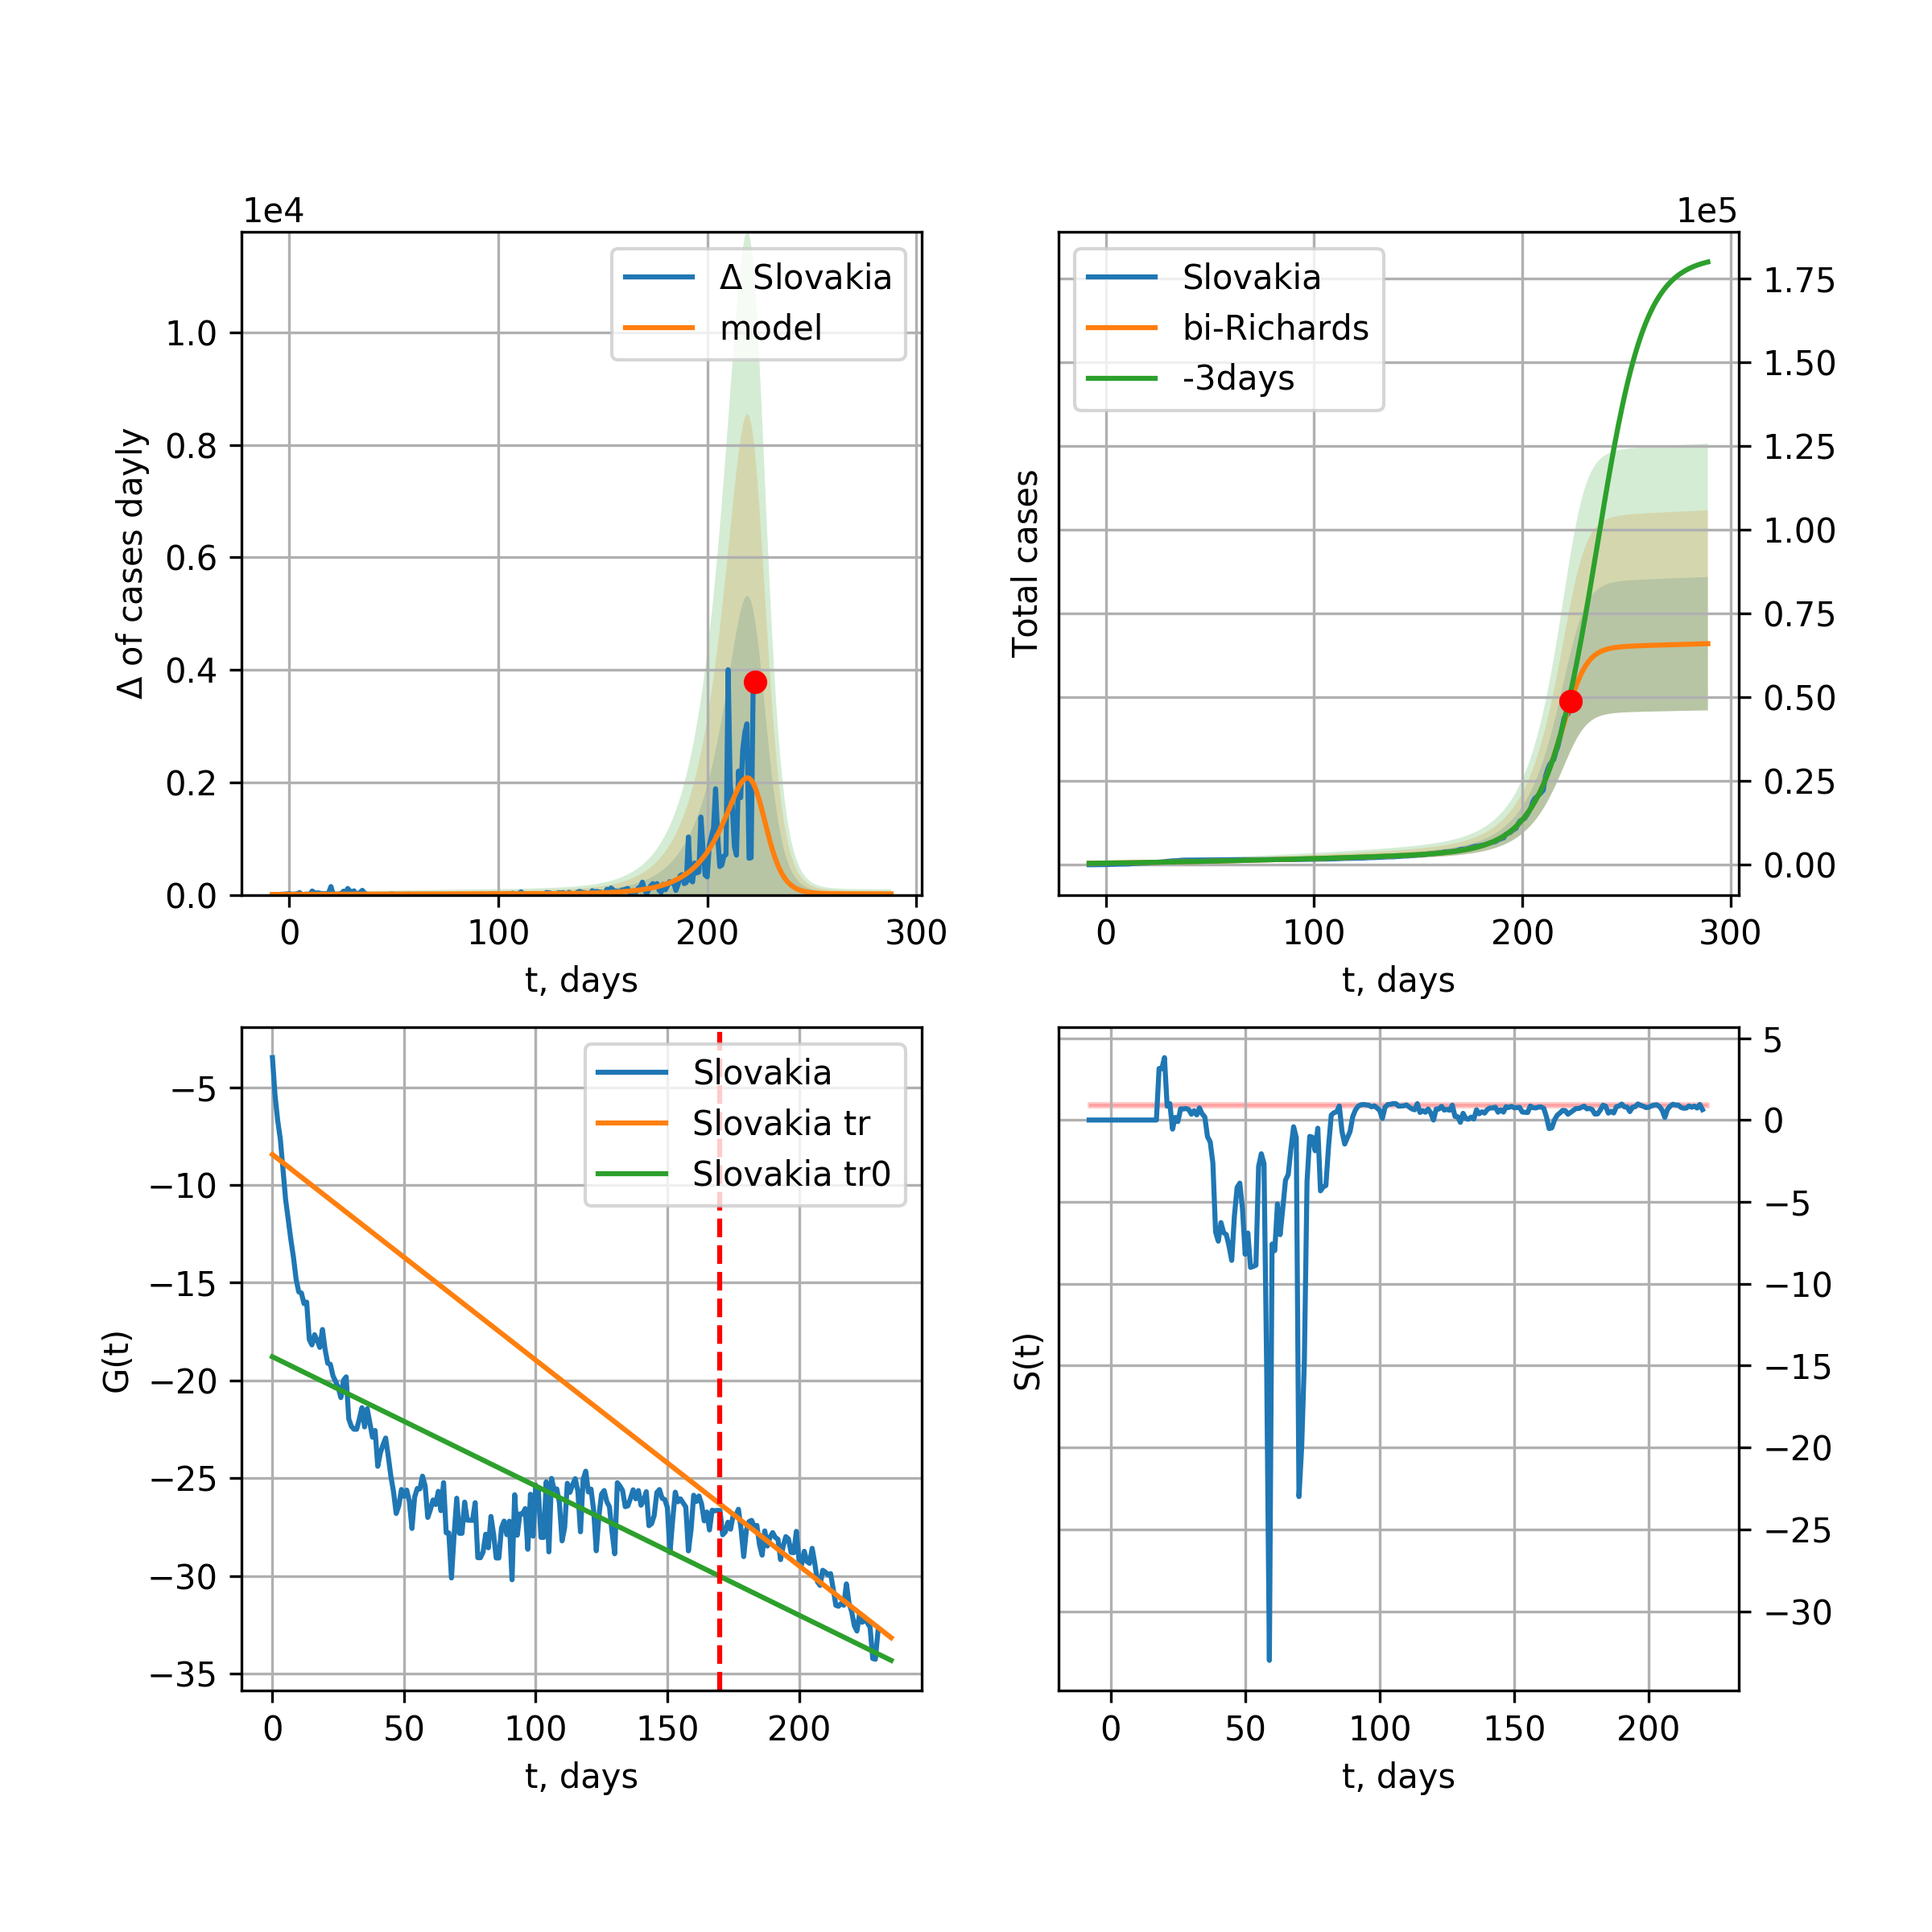 1e4
Δ of cases dayly
1.0
0.8
0.6
0.4
0.2
0.0
0 100 200 300
t, days
Δ Slovakia
model
1e5
Total cases
1.75
1.50
1.25
1.00
0.75
0.50
0.25
0.00
0 100 200 300
t, days
Slovakia
bi-Richards
-3days
G(t)
−5
−10
−15
−20
−25
−30
−35
0 50 100 150 200
t, days
Slovakia
Slovakia tr
Slovakia tr0
S(t)
5
0
−5
−10
−15
−20
−25
−30
0 50 100 150 200
t, days